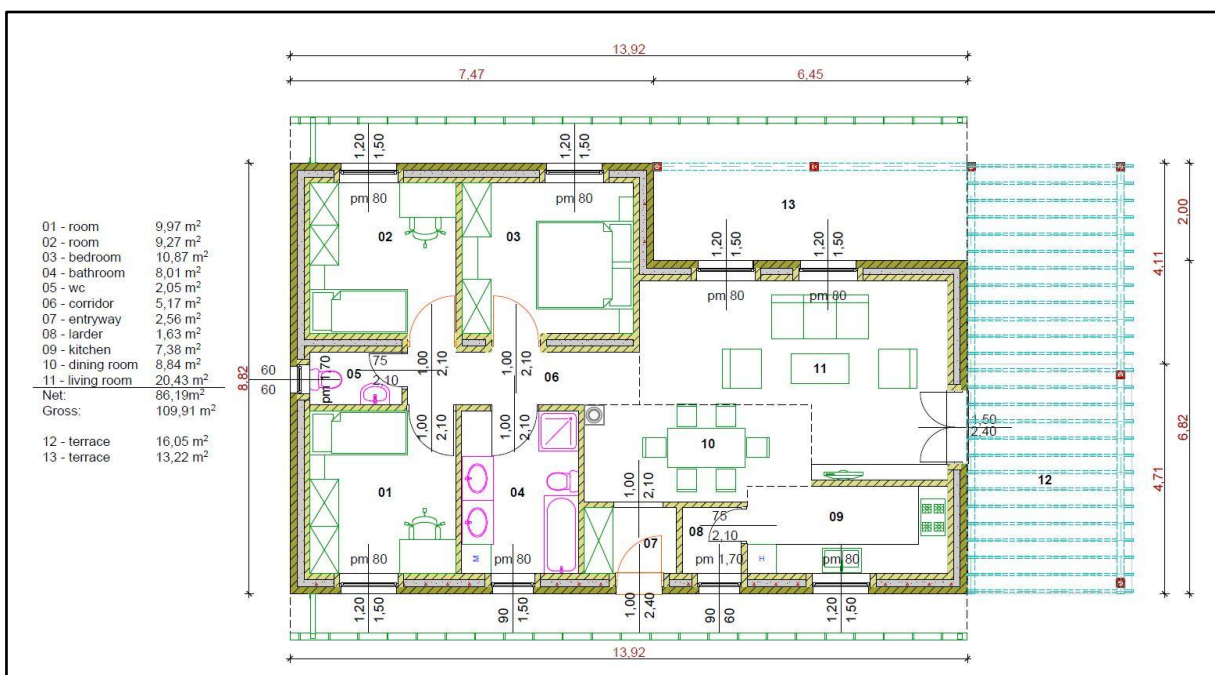 13,92
7,47 6,45
1,20 1,50 1,20 1,50
pm 80 pm 80
13
02 03
01 - room 9,97 m²
02 - room 9,27 m²
03 - bedroom 10,87 m²
04 - bathroom 8,01 m²
05 - wc 2,05 m²
06 - corridor 5,17 m²
07 - entryway 2,56 m²
08 - larder 1,63 m²
09 - kitchen 7,38 m²
10 - dining room 8,84 m²
11 - living room 20,43 m²
Net: 86,19m²
Gross: 109,91 m²
12 - terrace 16,05 m²
13 - terrace 13,22 m²
1,20 1,50 1,20 1,50
pm 80 pm 80
2,00
4,11
8,82
60 60
pm 1,70
05
75 2,10
1,00 2,10
1,00 2,10
06
11
1,00 2,10
1,00 2,10
1,50 2,40
6,82
4,71
10
12
01 04
1,00 2,10
75 2,10
08
09
07
pm 80 pm 80 pm 1,70 pm 80
M H
1,20 1,50
90 1,50
1,00 2,40
90 60
1,20 1,50
13,92